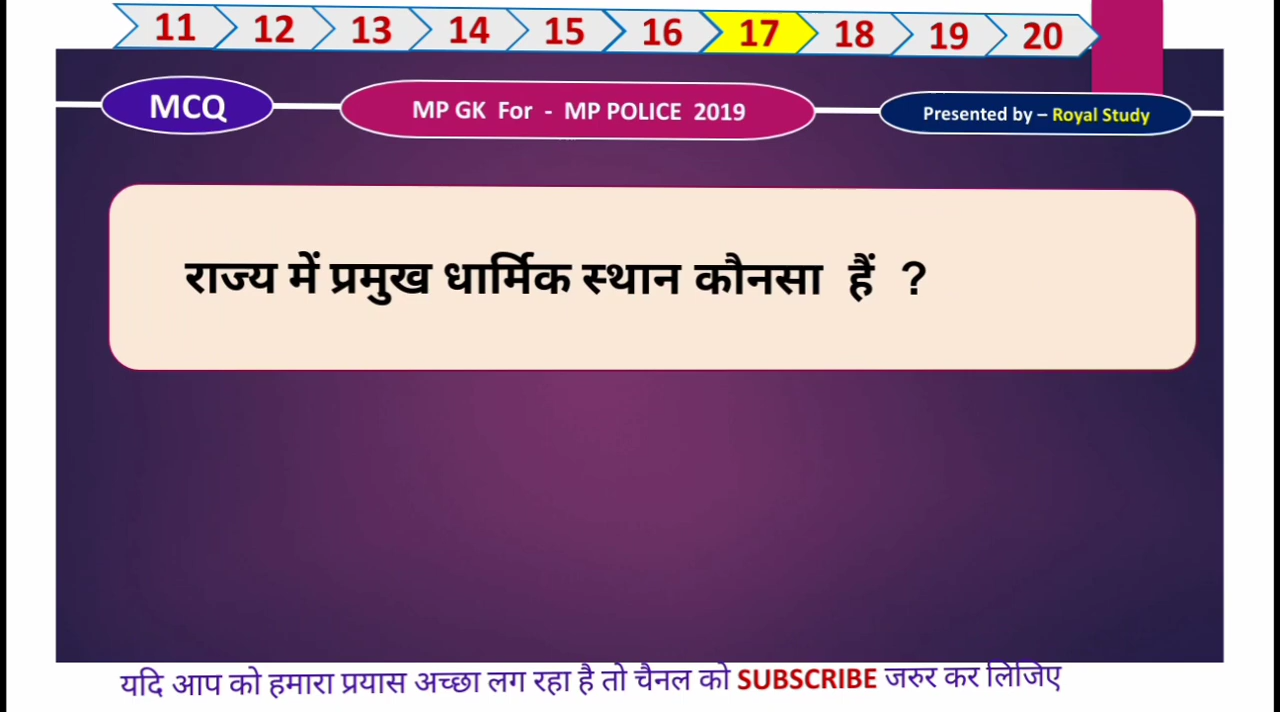 11 12 13 14 15 16 17 18 19 20
MCQ MP GK For - MP POLICE 2019 Presented by – Royal Study
राज्य में प्रमुख धार्मिक स्थान कौनसा हैं ?
यदि आप को हमारा प्रयास अच्छा लग रहा है तो चैनल को SUBSCRIBE जरुर कर लिजिए